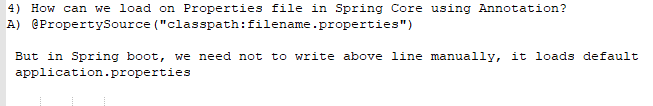 4) How can we load on Properties file in Spring Core using Annotation?
A) @PropertySource("classpath:filename.properties")
But in Spring boot, we need not to write above line manually, it loads default
application.properties